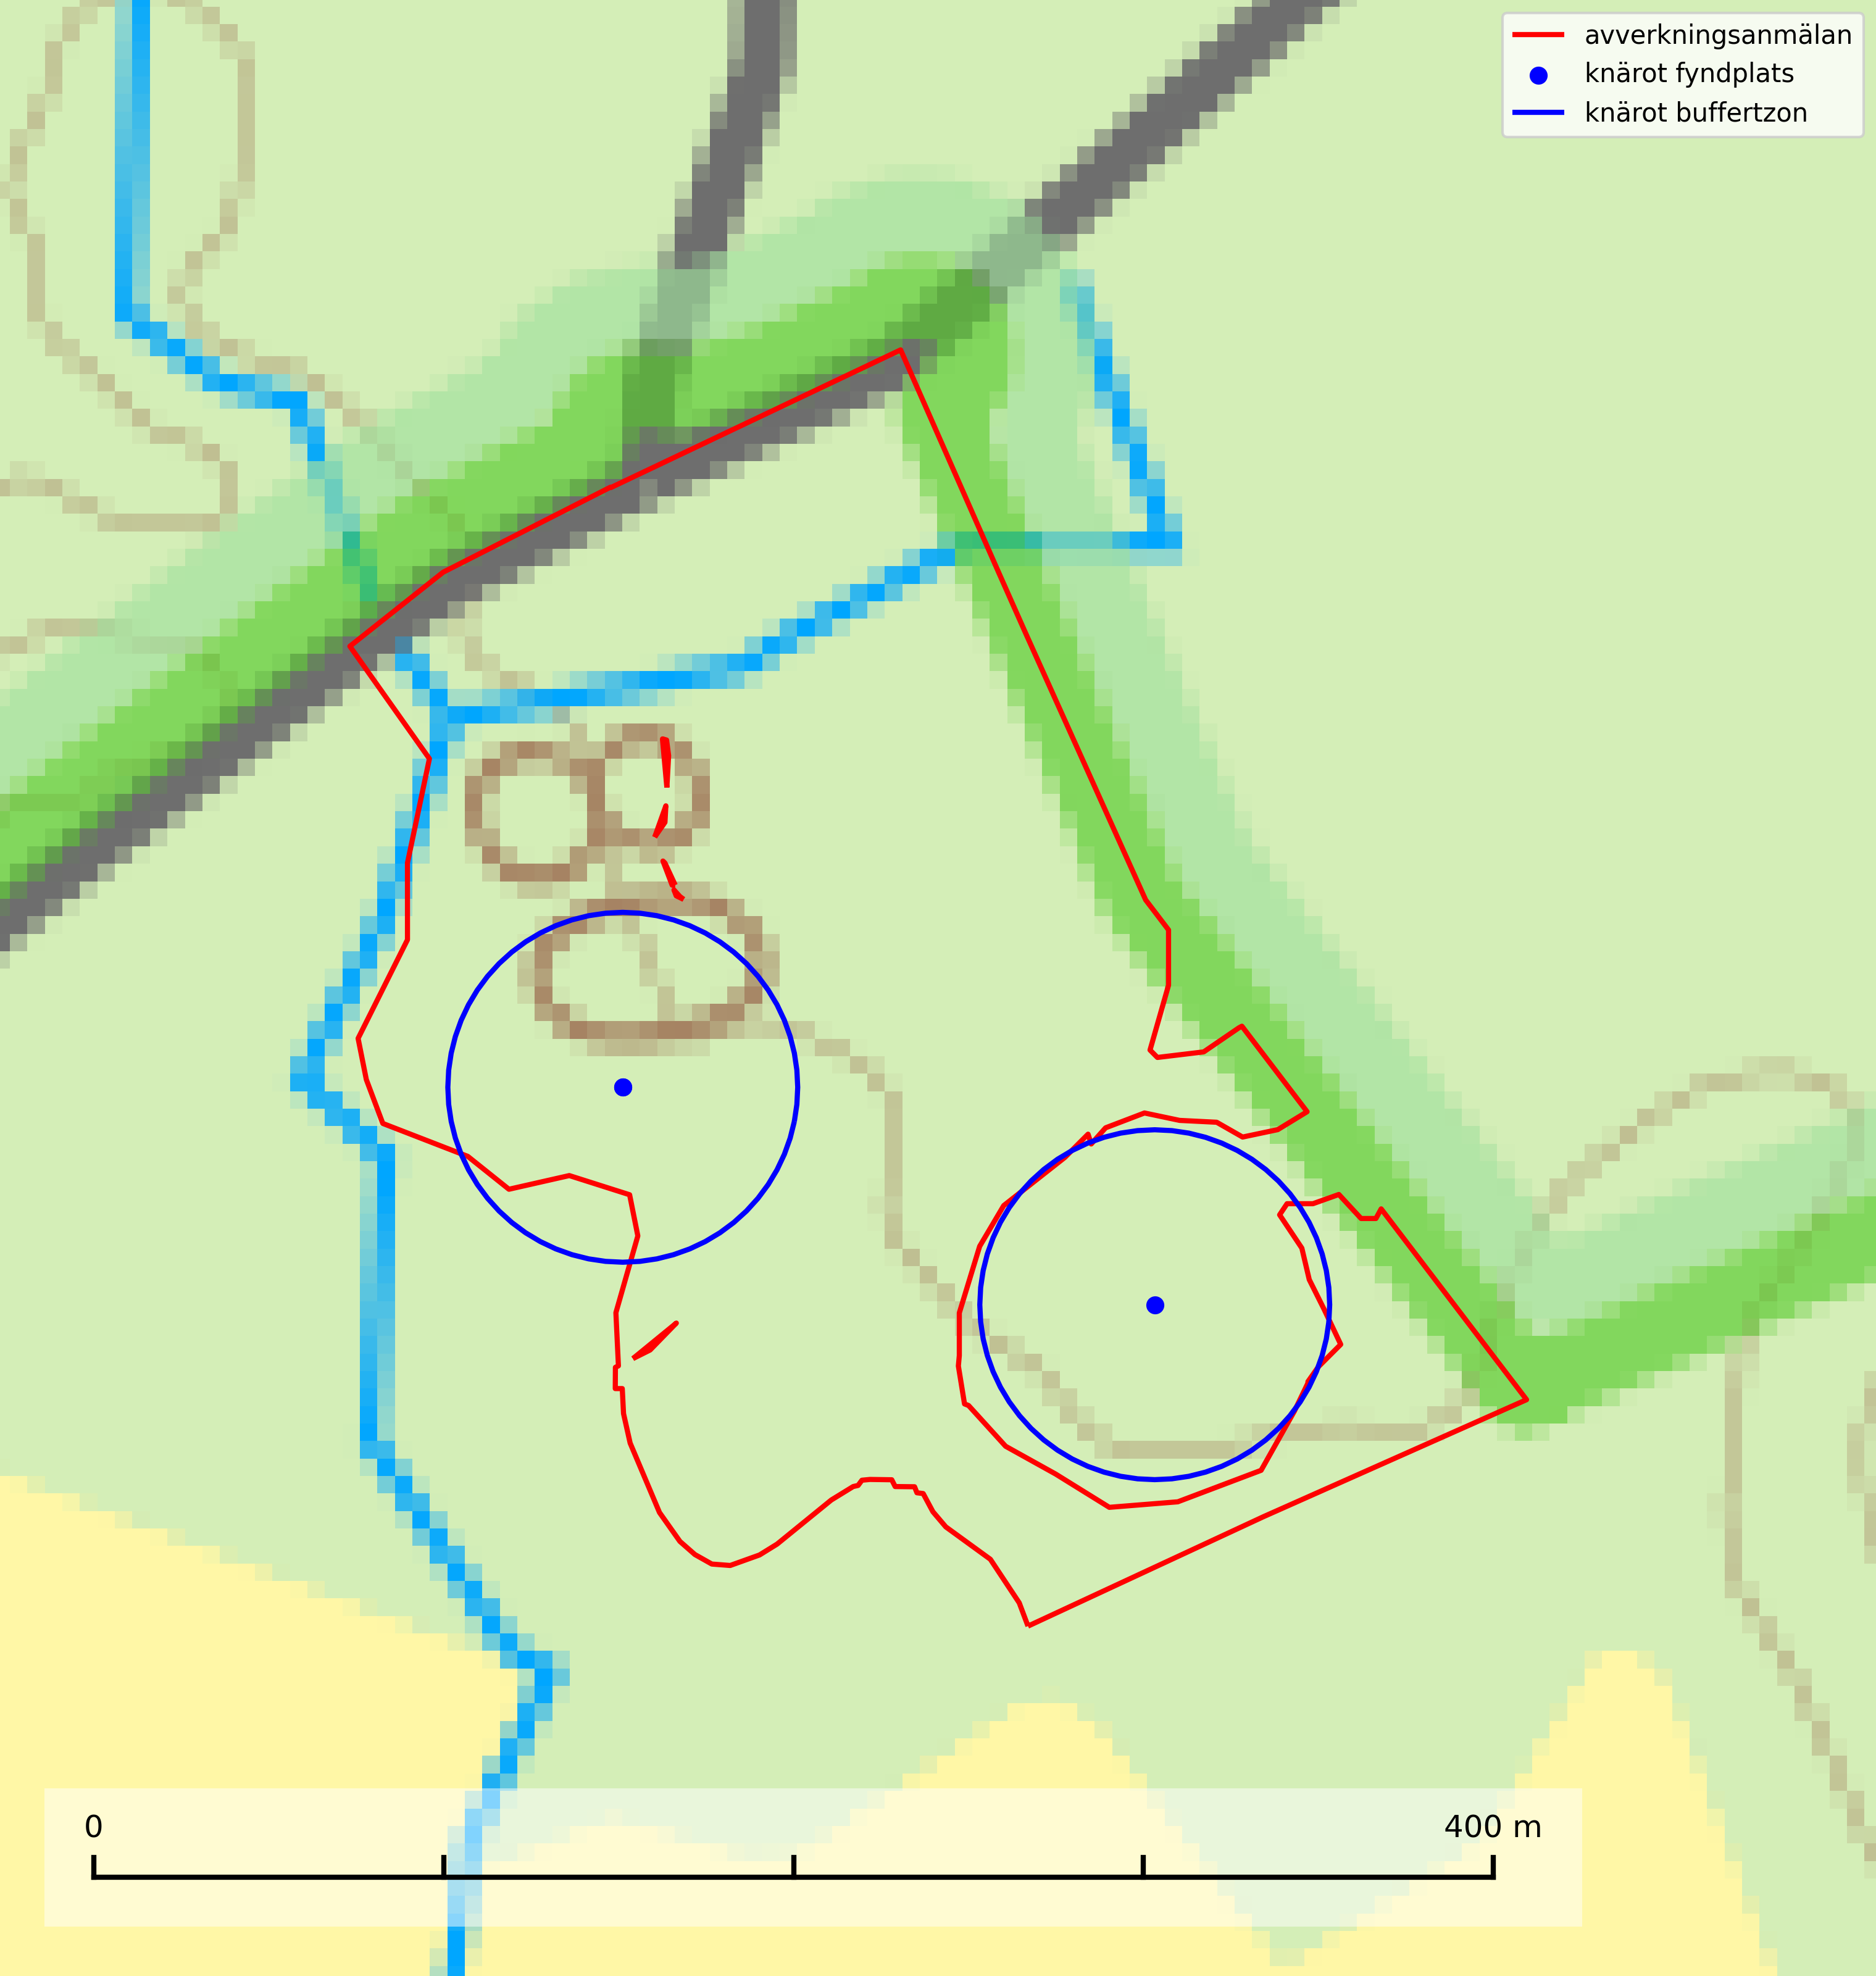 avverkningsanmälan
knärot fyndplats
knärot buffertzon
0
400 m